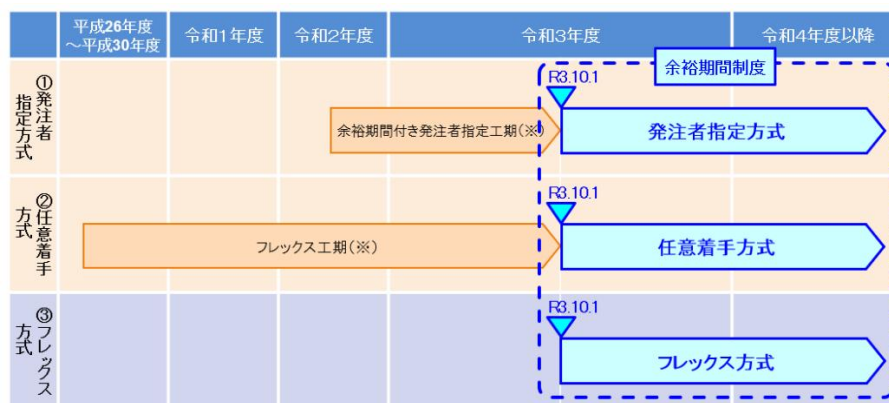 平成26年度
～平成30年度
令和1年度
令和2年度
令和3年度
令和4年度以降
余裕期間制度
①発注者
指定方式
R3.10.1
余裕期間付き発注者指定工期(※)
発注者指定方式
②任意着手
方式
R3.10.1
フレックス工期(※)
任意着手方式
③フレックス
方式
R3.10.1
フレックス方式